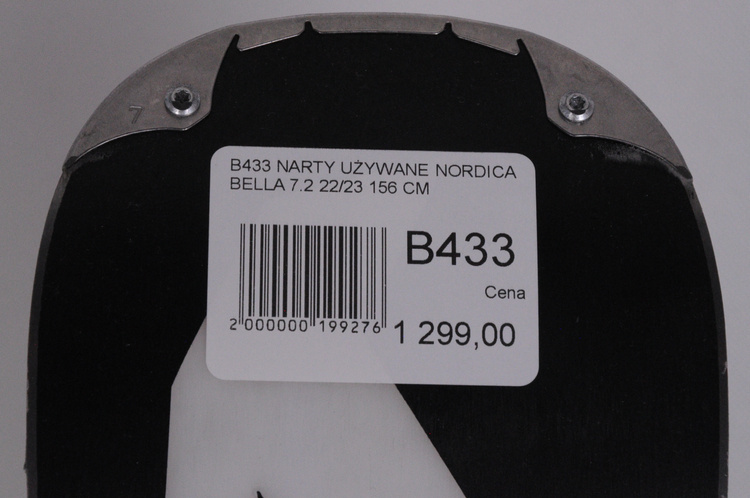 7
B433 NARTY UŻYWANE NORDICA
BELLA 7.2 22/23 156 CM
B433
Cena
2 000000 199276
1 299,00